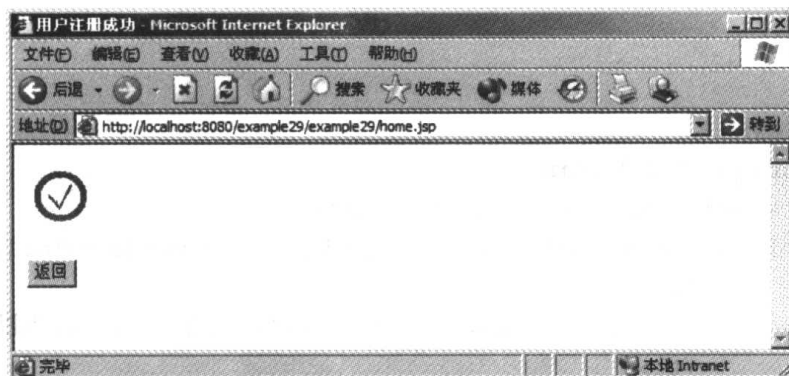 用户注册成功 - Microsoft Internet Explorer
文件(F) 编辑(E) 查看(V) 收藏(A) 工具(T) 帮助(H)
后退 搜索 收藏夹 媒体
地址(D) http://localhost:8080/example29/example29/home.jsp 转到
返回
完毕 本地 Intranet